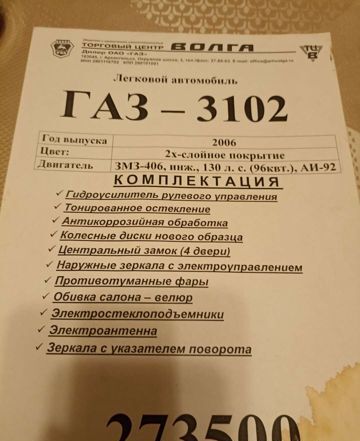 ТОРГОВЫЙ ЦЕНТР ВОЛГА
Дилер ОАО «ГАЗ»
Легковой автомобиль
ГАЗ – 3102
Год выпуска 2006
Цвет: 2х-слойное покрытие
Двигатель ЗМЗ-406, инж., 130 л. с. (96квт.), АИ-92
КОМПЛЕКТАЦИЯ
✓ Гидроусилитель рулевого управления
✓ Тонированное остекление
✓ Антикоррозийная обработка
✓ Колесные диски нового образца
✓ Центральный замок (4 двери)
✓ Наружные зеркала с электроуправлением
✓ Противотуманные фары
✓ Обивка салона – велюр
✓ Электростеклоподъемники
✓ Электроантенна
✓ Зеркала с указателем поворота
273500